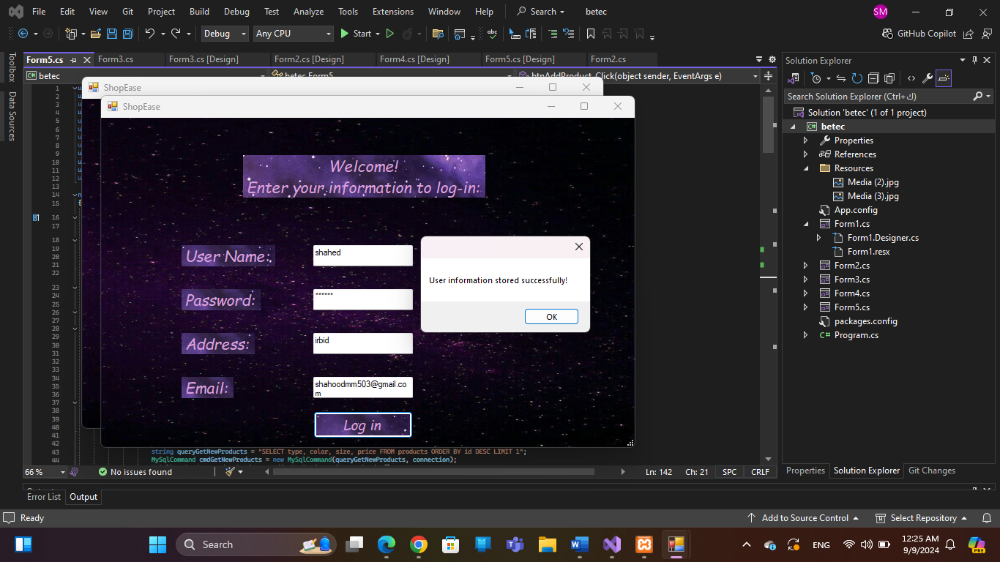 File Edit View Git Project Build Debug Test Analyze Tools Extensions Window Help Search betec SM
Debug Any CPU Start GitHub Copilot
Form5.cs Form3.cs Form3.cs [Design] Form2.cs [Design] Form4.cs [Design] Form5.cs [Design] Form2.cs
betec betec.Form5 btnAddProduct_Click(object sender, EventArgs e)
Toolbox
Data Sources
1
2
3
4
5
6
7
8
9
10
11
12
13
14
15
16
17
18
19
20
21
22
23
24
25
26
27
28
29
30
31
32
33
34
35
36
37
38
39
40
41
42
43
44
ShopEase
ShopEase
Welcome!
Enter your information to log-in:
User Name: shahed
Password: ******
Address: irbid
Email: shahoodmm503@gmail.co
m
Log in
User information stored successfully!
OK
string queryGetNewProducts = "SELECT type, color, size, price FROM products ORDER BY id DESC LIMIT 1";
MySqlCommand cmdGetNewProducts = new MySqlCommand(queryGetNewProducts, connection);
66 % No issues found Ln: 142 Ch: 21 SPC CRLF
Error List Output
Solution Explorer
Search Solution Explorer (Ctrl+ك)
Solution 'betec' (1 of 1 project)
betec
Properties
References
Resources
Media (2).jpg
Media (3).jpg
App.config
Form1.cs
Form1.Designer.cs
Form1.resx
Form2.cs
Form3.cs
Form4.cs
Form5.cs
packages.config
Program.cs
Properties Solution Explorer Git Changes
Ready Add to Source Control Select Repository
Search ENG 12:25 AM
9/9/2024
PRE